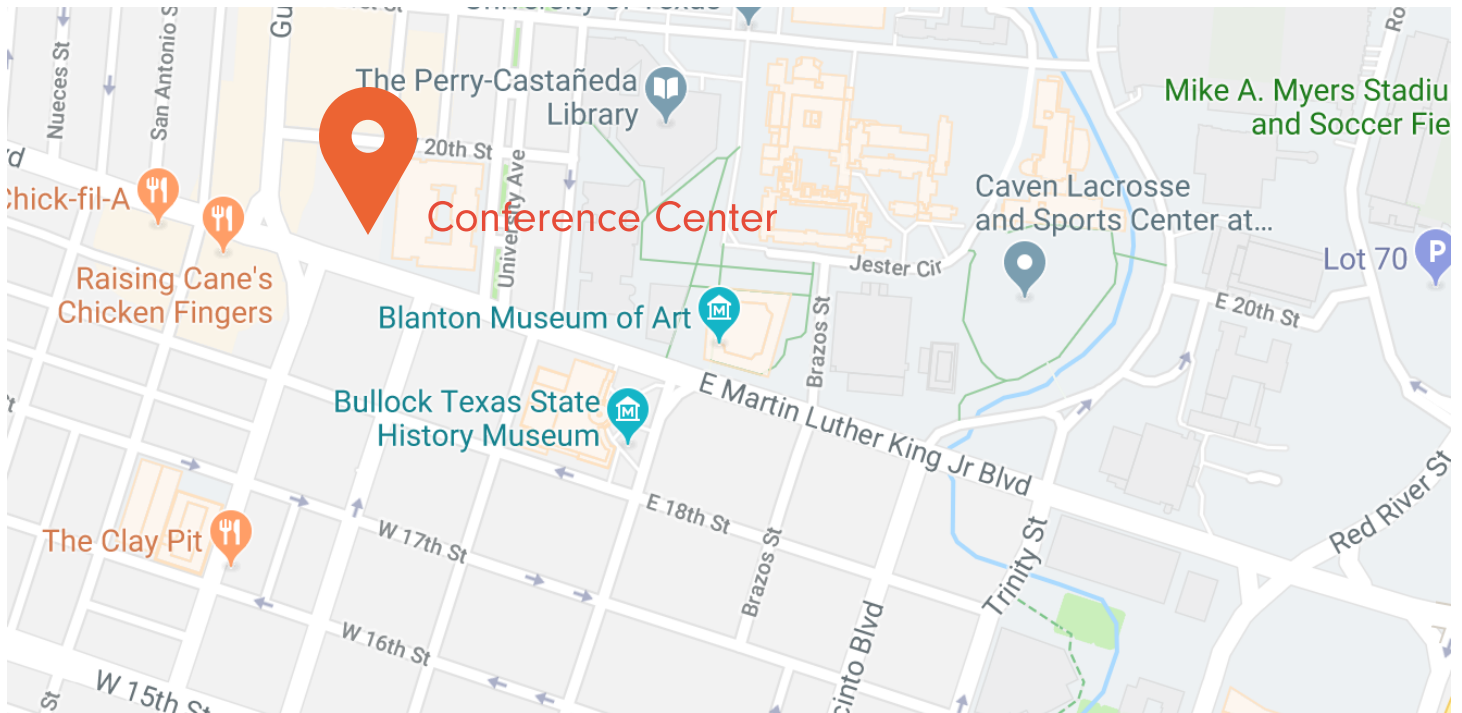 University of Texas
Nueces St
San Antonio S
Gu
The Perry-Castañeda
Library
Mike A. Myers Stadiu
and Soccer Fie
Ro
rd
20th St
Chick-fil-A
University Ave
Conference Center
Caven Lacrosse
and Sports Center at...
Lot 70
P
Jester Cir
Raising Cane's
Chicken Fingers
Blanton Museum of Art
M
Brazos St
E 20th St
E Martin Luther King Jr Blvd
Bullock Texas State
History Museum
M
The Clay Pit
W 17th St
E 18th St
Brazos St
Trinity St
Red River St
W 16th St
cinto Blvd
W 15th St
St